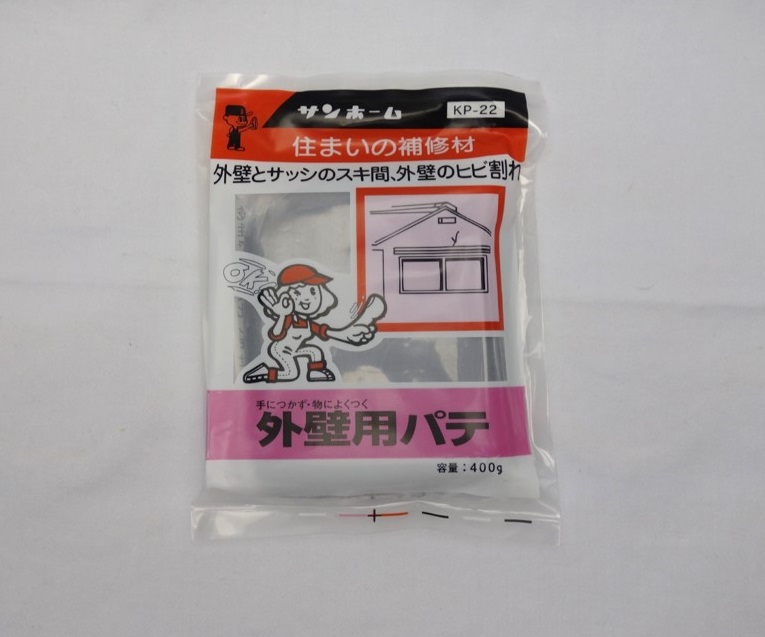 サンホーム
KP-22
住まいの補修材
外壁とサッシのスキ間、外壁のヒビ割れ
OK
手につかず・物によくつく
外壁用パテ
容量:400g